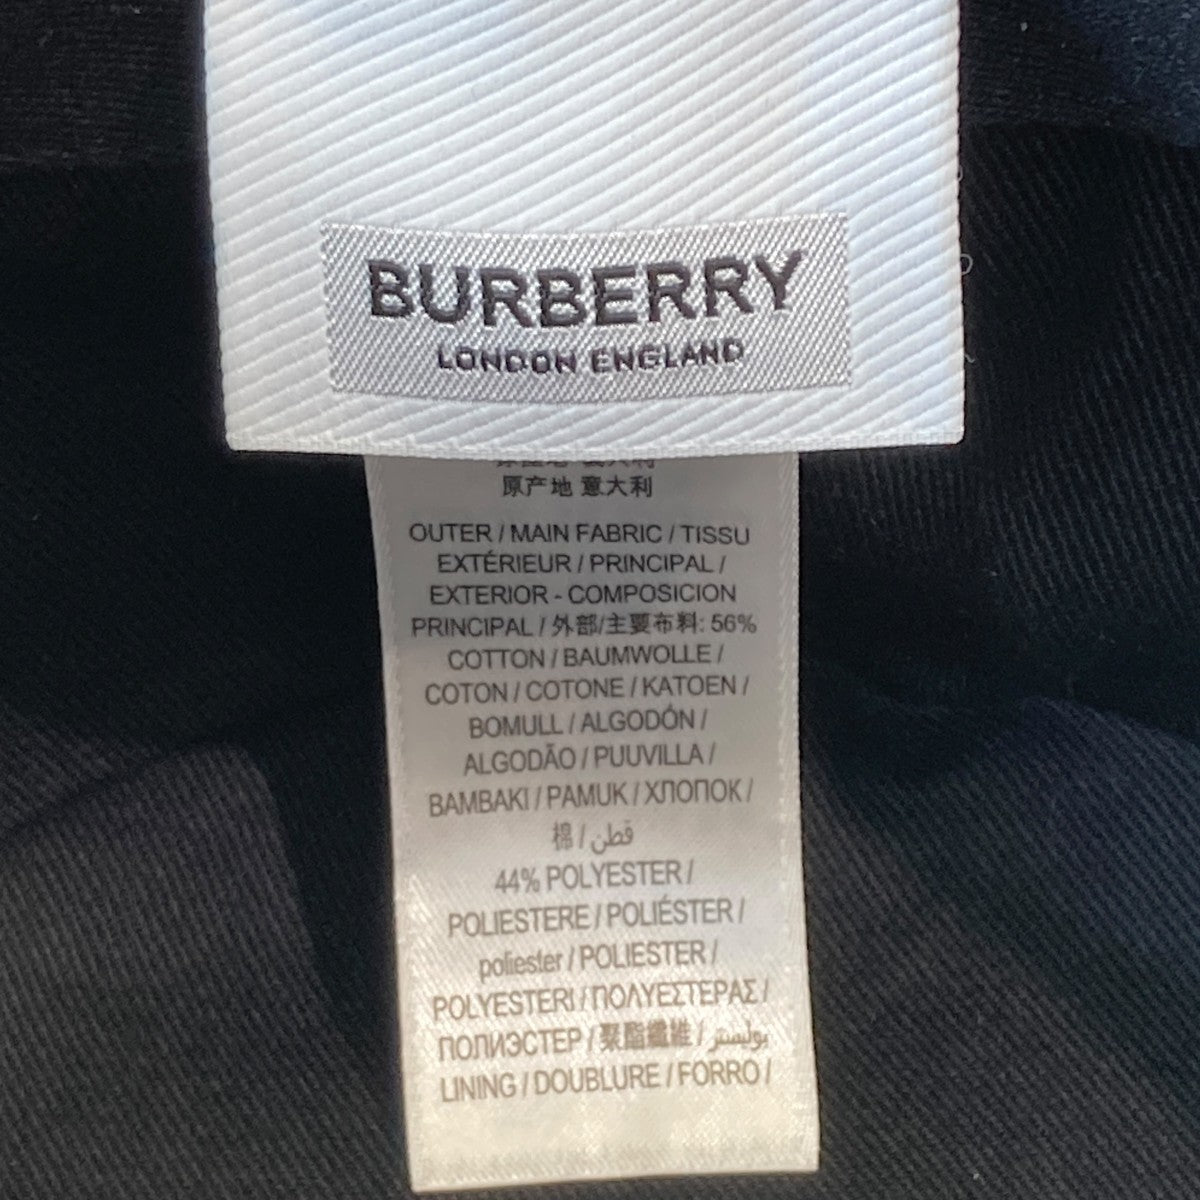 BURBERRY
LONDON ENGLAND
原产地 意大利
OUTER / MAIN FABRIC / TISSU
EXTÉRIEUR / PRINCIPAL /
EXTERIOR - COMPOSICION
PRINCIPAL / 外部/主要布料: 56%
COTTON / BAUMWOLLE /
COTON / COTONE / KATOEN /
BOMULL / ALGODÓN /
ALGODÃO / PUUVILLA /
BAMBAKI / PAMUK / ХЛОПОК /
棉 / قطن
44% POLYESTER /
POLIESTERE / POLIÉSTER /
poliester / POLIESTER /
POLYESTERI / ΠΟΛΥΕΣΤΕΡΑΣ /
ПОЛИЭСТЕР / 聚脂纖維 / بوليستر
LINING / DOUBLURE / FORRO /